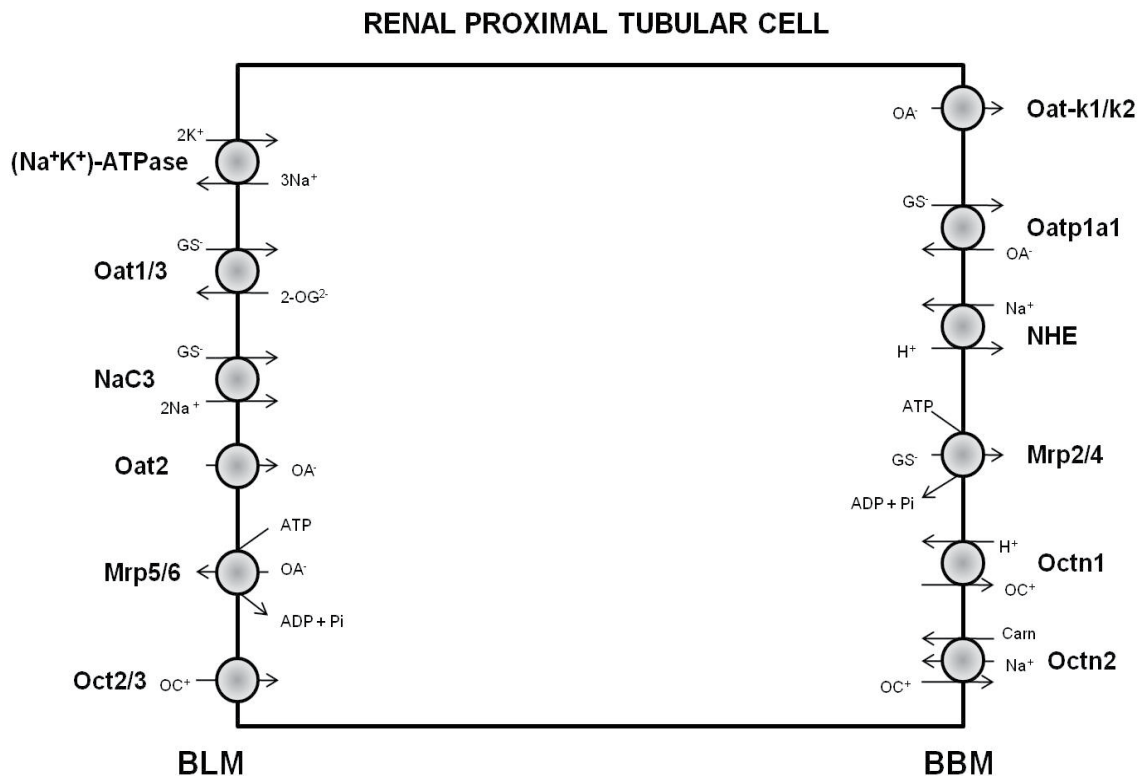 RENAL PROXIMAL TUBULAR CELL
2K⁺
(Na⁺K⁺)-ATPase
3Na⁺
GS⁻
Oat1/3
2-OG²⁻
GS⁻
NaC3
2Na⁺
Oat2
OA⁻
ATP
Mrp5/6
OA⁻
ADP + Pi
Oct2/3
OC⁺
BLM
OA⁻
Oat-k1/k2
GS⁻
Oatp1a1
OA⁻
Na⁺
NHE
H⁺
ATP
Mrp2/4
GS⁻
ADP + Pi
H⁺
Octn1
OC⁺
Carn
Na⁺
Octn2
OC⁺
BBM